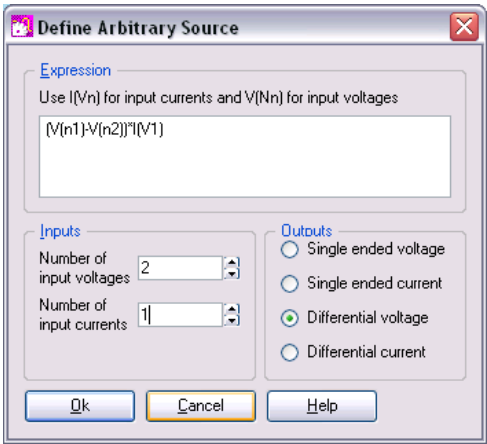 Define Arbitrary Source
Expression
Use I(Vn) for input currents and V(Nn) for input voltages
(V(n1)-V(n2))*I(V1)
Inputs
Number of
input voltages
2
Number of
input currents
1
Outputs
Single ended voltage
Single ended current
Differential voltage
Differential current
Ok
Cancel
Help